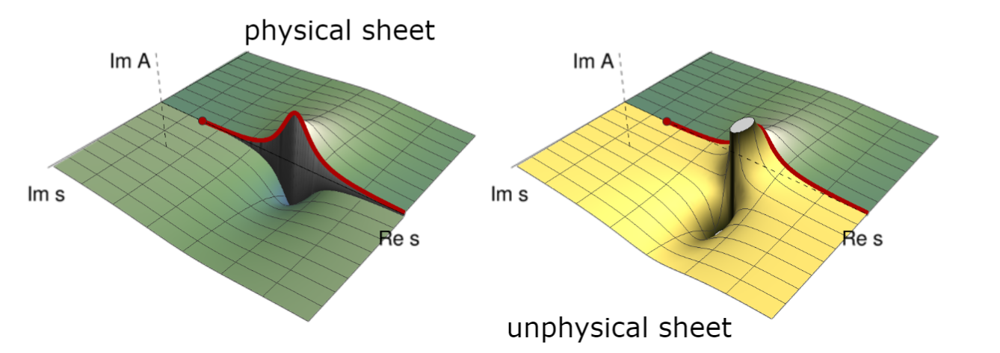 physical sheet
Im A
Im s
Re s
Im A
Im s
Re s
unphysical sheet